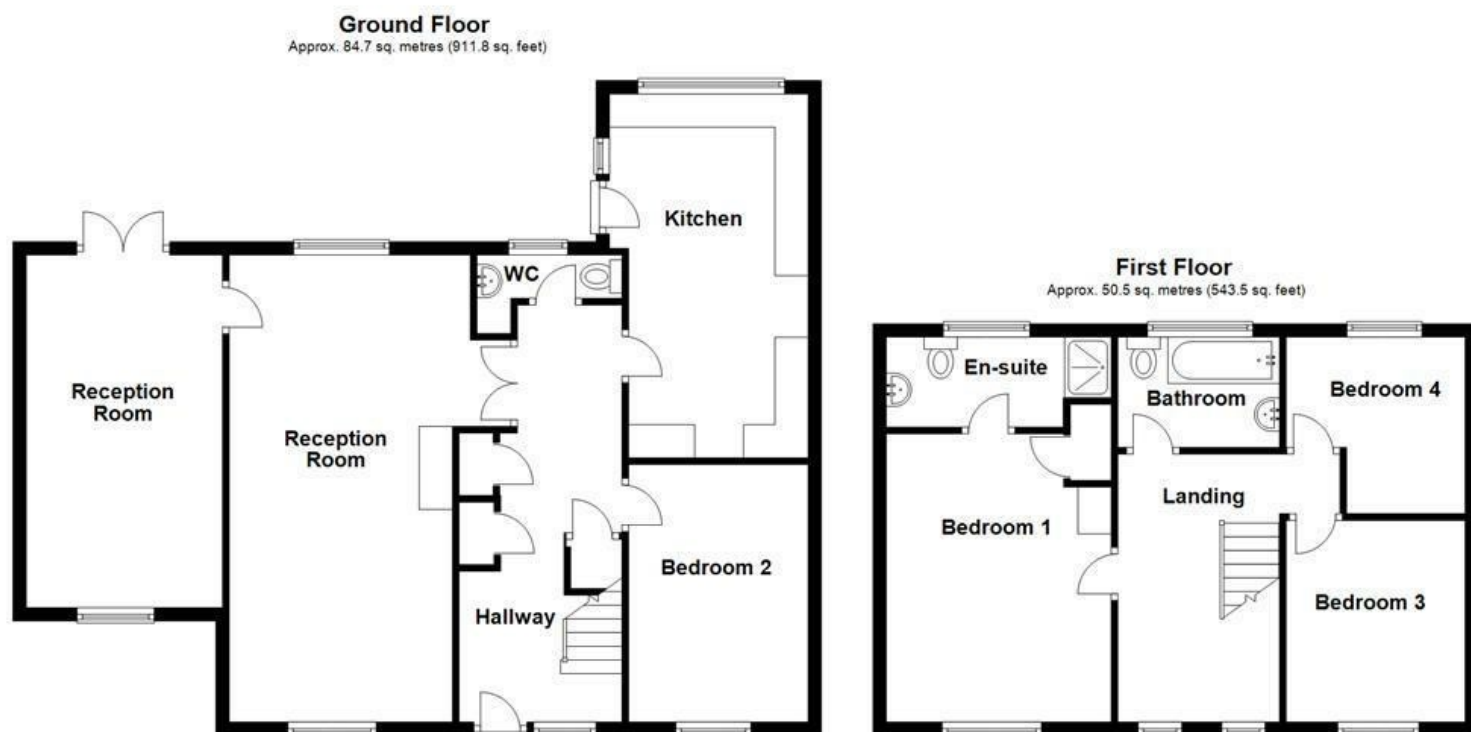 Ground Floor
Approx. 84.7 sq. metres (911.8 sq. feet)
WC
Kitchen
Reception
Room
Reception
Room
Bedroom 2
Hallway
First Floor
Approx. 50.5 sq. metres (543.5 sq. feet)
En-suite
Bathroom
Bedroom 4
Landing
Bedroom 1
Bedroom 3